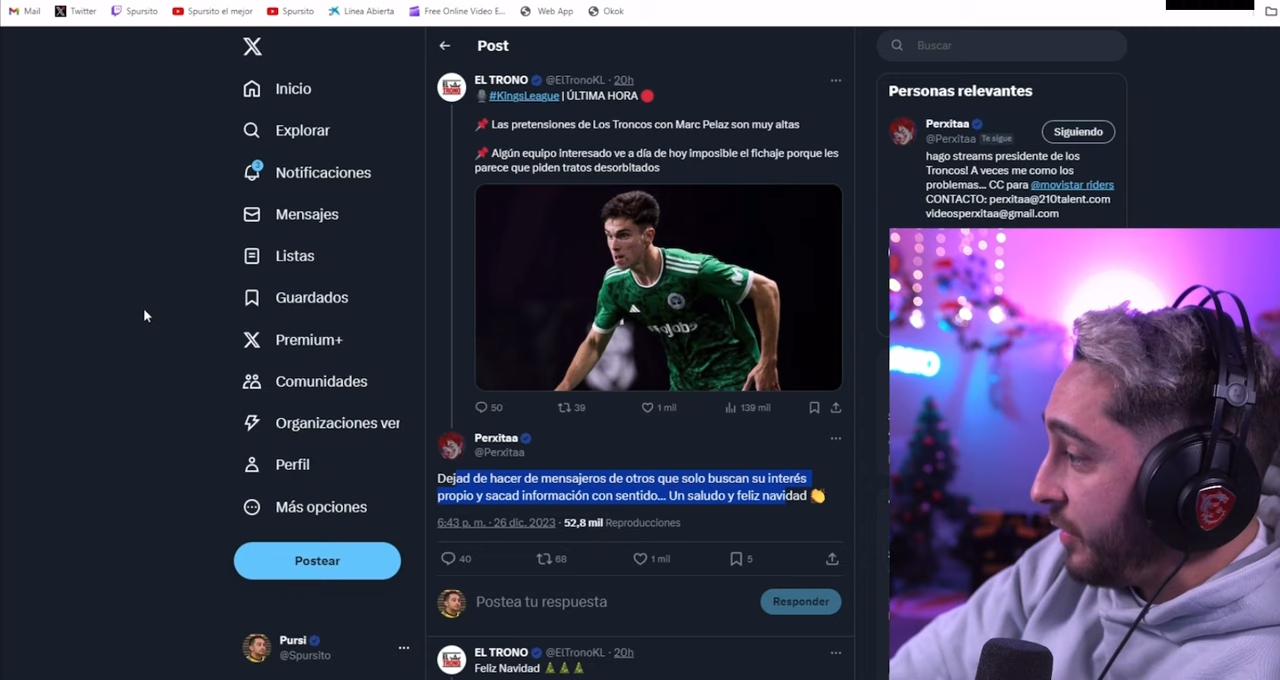 Mail Twitter Spursito Spursito el mejor Spursito Línea Abierta Free Online Video E... Web App Okok
Inicio
Explorar
3
Notificaciones
Mensajes
Listas
Guardados
Premium+
Comunidades
Organizaciones ver
Perfil
Más opciones
Postear
Pursi
@Spursito
Post
EL TRONO @ElTronoKL · 20h
#KingsLeague | ÚLTIMA HORA
Las pretensiones de Los Troncos con Marc Pelaz son muy altas
Algún equipo interesado ve a día de hoy imposible el fichaje porque les
parece que piden tratos desorbitados
50 39 1 mil 139 mil
Perxitaa
@Perxitaa
Dejad de hacer de mensajeros de otros que solo buscan su interés
propio y sacad información con sentido... Un saludo y feliz navidad
6:43 p. m. · 26 dic. 2023 · 52,8 mil Reproducciones
40 68 1 mil 5
Postea tu respuesta
Responder
EL TRONO @ElTronoKL · 20h
Feliz Navidad
Buscar
Personas relevantes
Perxitaa
@Perxitaa Te sigue
Siguiendo
hago streams presidente de los
Troncos! A veces me como los
problemas... CC para @movistar riders
CONTACTO: perxitaa@210talent.com
videosperxitaa@gmail.com